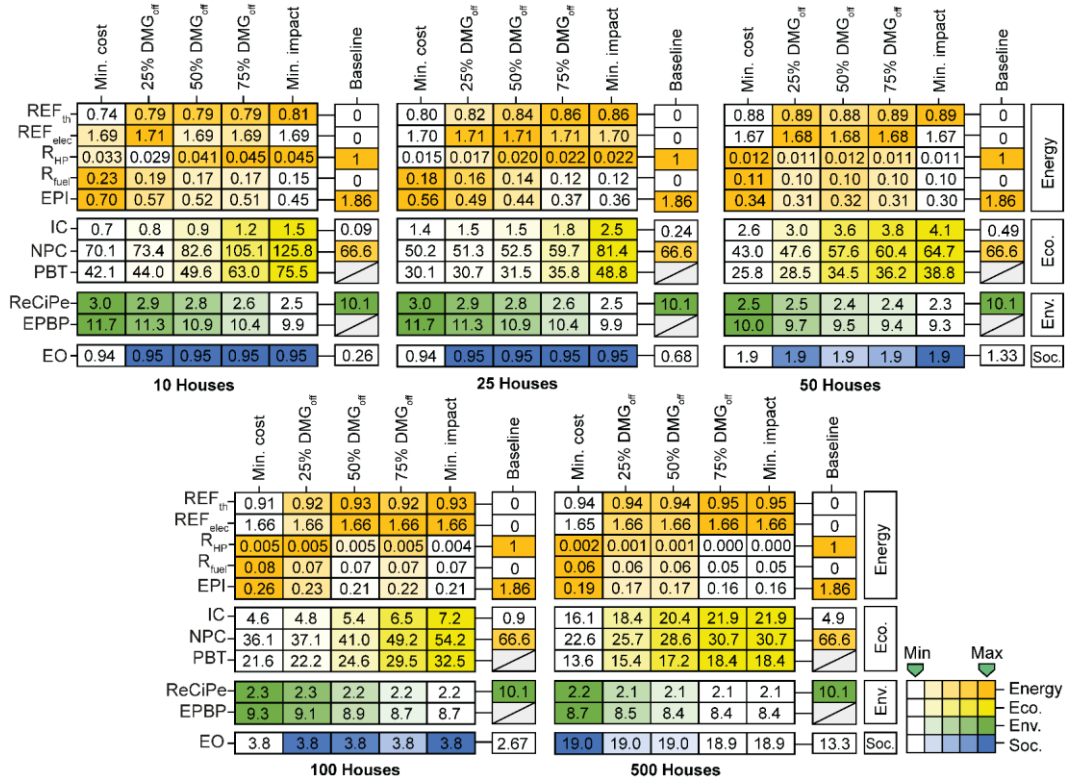 Min. cost 25% DMGoff 50% DMGoff 75% DMGoff Min. impact Baseline Min. cost 25% DMGoff 50% DMGoff 75% DMGoff Min. impact Baseline Min. cost 25% DMGoff 50% DMGoff 75% DMGoff Min. impact Baseline
REFth 0.74 0.79 0.79 0.79 0.81 0 0.80 0.82 0.84 0.86 0.86 0 0.88 0.89 0.88 0.89 0.89 0
REFelec 1.69 1.71 1.69 1.69 1.69 0 1.70 1.71 1.71 1.71 1.70 0 1.67 1.68 1.68 1.68 1.67 0
RHP 0.033 0.029 0.041 0.045 0.045 1 0.015 0.017 0.020 0.022 0.022 1 0.012 0.011 0.012 0.011 0.011 1 Energy
Rfuel 0.23 0.19 0.17 0.17 0.15 0 0.18 0.16 0.14 0.12 0.12 0 0.11 0.10 0.10 0.10 0.10 0
EPI 0.70 0.57 0.52 0.51 0.45 1.86 0.56 0.49 0.44 0.37 0.36 1.86 0.34 0.31 0.32 0.31 0.30 1.86
IC 0.7 0.8 0.9 1.2 1.5 0.09 1.4 1.5 1.5 1.8 2.5 0.24 2.6 3.0 3.6 3.8 4.1 0.49
NPC 70.1 73.4 82.6 105.1 125.8 66.6 50.2 51.3 52.5 59.7 81.4 66.6 43.0 47.6 57.6 60.4 64.7 66.6 Eco.
PBT 42.1 44.0 49.6 63.0 75.5 30.1 30.7 31.5 35.8 48.8 25.8 28.5 34.5 36.2 38.8
ReCiPe 3.0 2.9 2.8 2.6 2.5 10.1 3.0 2.9 2.8 2.6 2.5 10.1 2.5 2.5 2.4 2.4 2.3 10.1 Env.
EPBP 11.7 11.3 10.9 10.4 9.9 11.7 11.3 10.9 10.4 9.9 10.0 9.7 9.5 9.4 9.3
EO 0.94 0.95 0.95 0.95 0.95 0.26 0.94 0.95 0.95 0.95 0.95 0.68 1.9 1.9 1.9 1.9 1.9 1.33 Soc.
10 Houses 25 Houses 50 Houses
Min. cost 25% DMGoff 50% DMGoff 75% DMGoff Min. impact Baseline Min. cost 25% DMGoff 50% DMGoff 75% DMGoff Min. impact Baseline
REFth 0.91 0.92 0.93 0.92 0.93 0 0.94 0.94 0.94 0.95 0.95 0
REFelec 1.66 1.66 1.66 1.66 1.66 0 1.65 1.66 1.66 1.66 1.66 0
RHP 0.005 0.005 0.005 0.005 0.004 1 0.002 0.001 0.001 0.000 0.000 1 Energy
Rfuel 0.08 0.07 0.07 0.07 0.07 0 0.06 0.06 0.06 0.05 0.05 0
EPI 0.26 0.23 0.21 0.22 0.21 1.86 0.19 0.17 0.17 0.16 0.16 1.86
IC 4.6 4.8 5.4 6.5 7.2 0.9 16.1 18.4 20.4 21.9 21.9 4.9
NPC 36.1 37.1 41.0 49.2 54.2 66.6 22.6 25.7 28.6 30.7 30.7 66.6 Eco.
PBT 21.6 22.2 24.6 29.5 32.5 13.6 15.4 17.2 18.4 18.4
ReCiPe 2.3 2.3 2.2 2.2 2.2 10.1 2.2 2.1 2.1 2.1 2.1 10.1 Env.
EPBP 9.3 9.1 8.9 8.7 8.7 8.7 8.5 8.4 8.4 8.4
EO 3.8 3.8 3.8 3.8 3.8 2.67 19.0 19.0 19.0 18.9 18.9 13.3 Soc.
100 Houses 500 Houses
Min Max
Energy
Eco.
Env.
Soc.